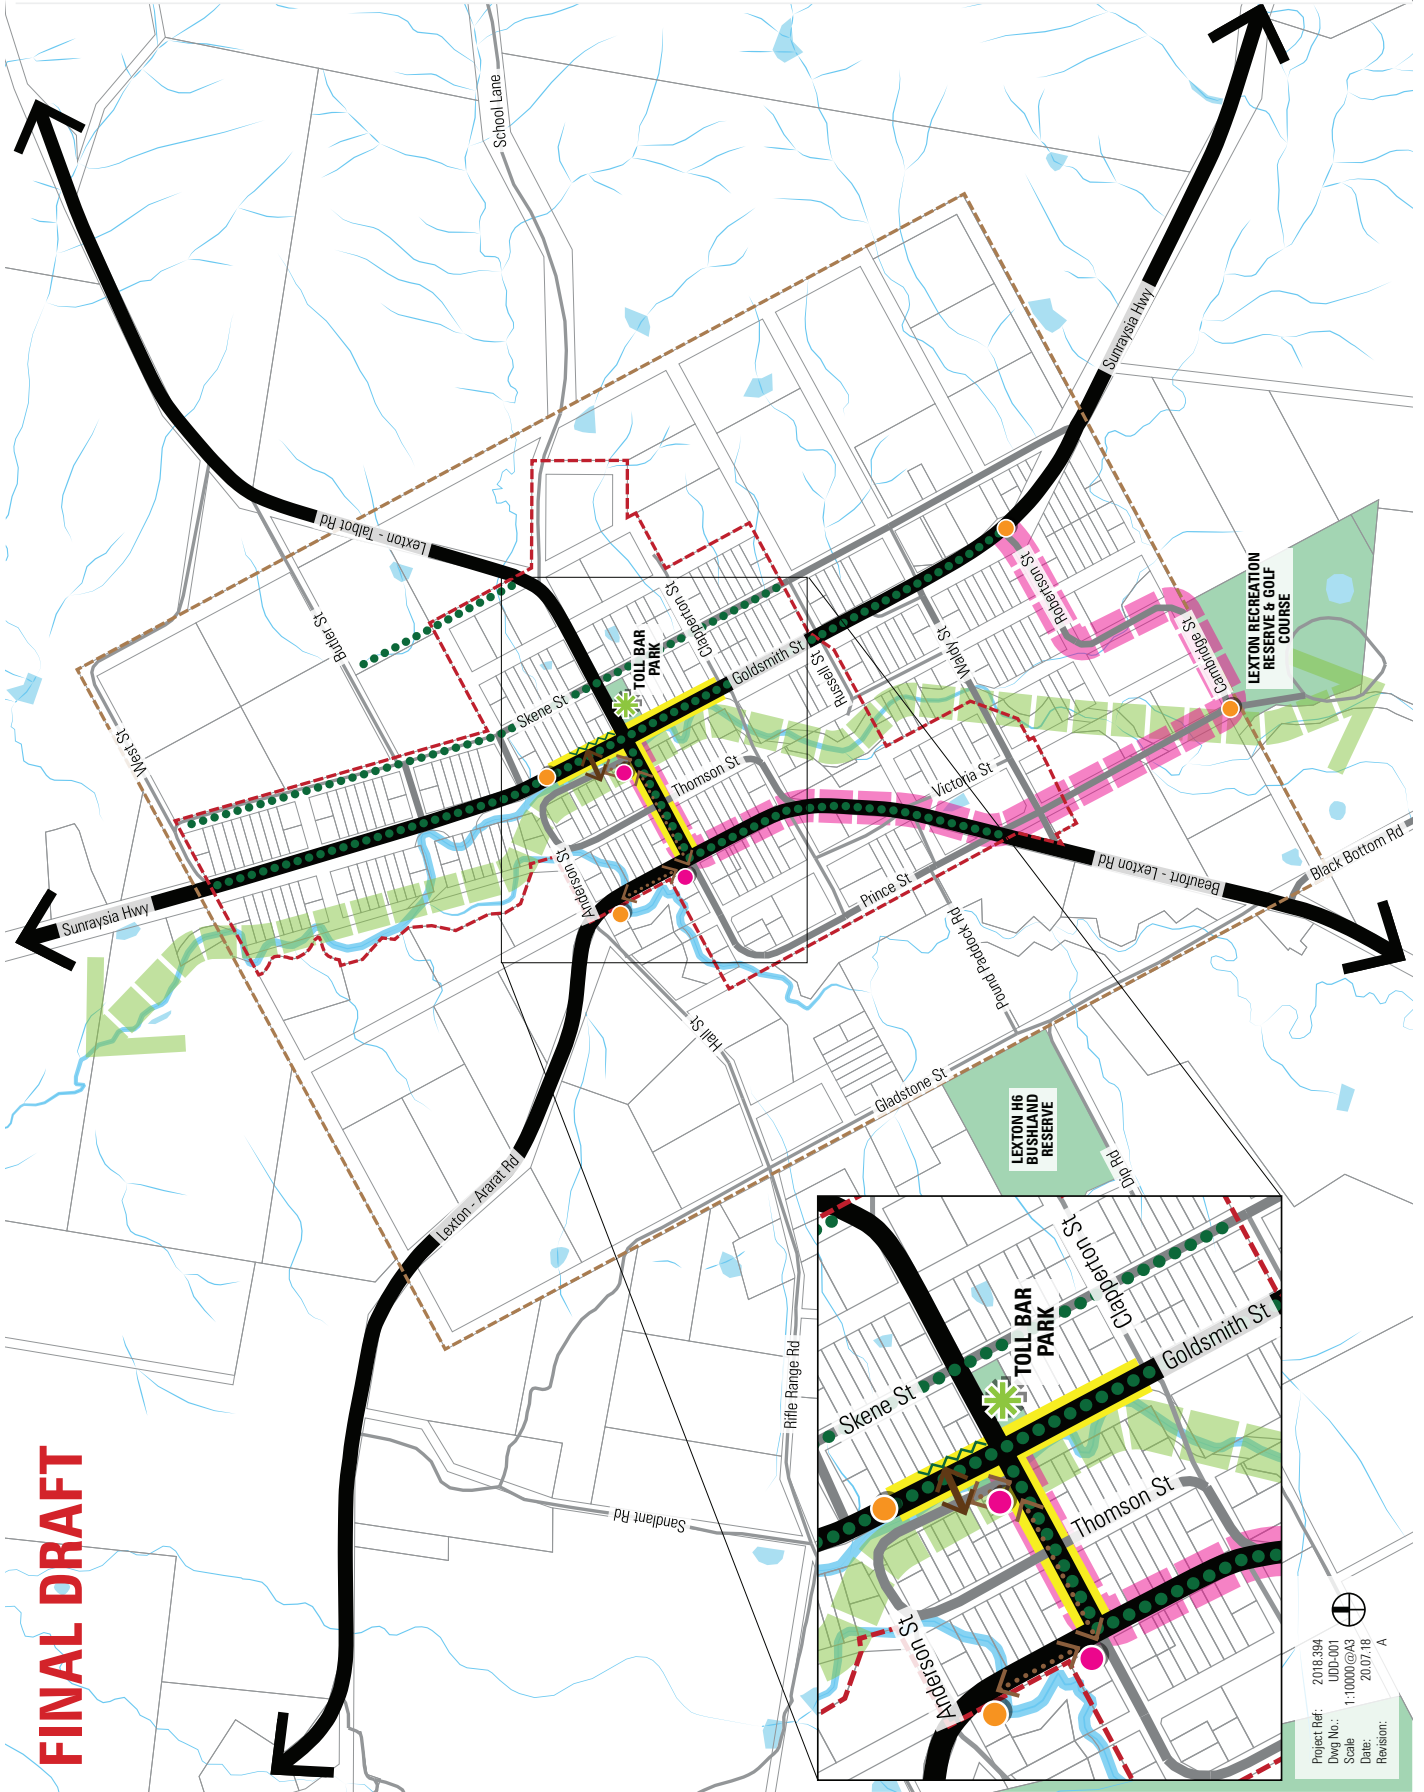 School Lane
Sunraysia Hwy
Lexton - Talbot Rd
Butler St
West St
Skene St
TOLL BAR
PARK
Clapperton St
Goldsmith St
Russell St
Waldy St
Robertson St
Cambridge St
LEXTON RECREATION
RESERVE & GOLF
COURSE
Thomson St
Victoria St
Anderson St
Sunraysia Hwy
Prince St
Beaufort - Lexton Rd
Black Bottom Rd
Pound Paddock Rd
Hall St
Gladstone St
LEXTON H6
BUSHLAND
RESERVE
Dip Rd
Lexton - Ararat Rd
Rifle Range Rd
Sandlant Rd
FINAL DRAFT
Skene St
TOLL BAR
PARK
Clapperton St
Goldsmith St
Thomson St
Anderson St
Project Ref: 2018.394
Dwg No.: UDD-001
Scale 1:10000@A3
Date: 20.07.18
Revision: A